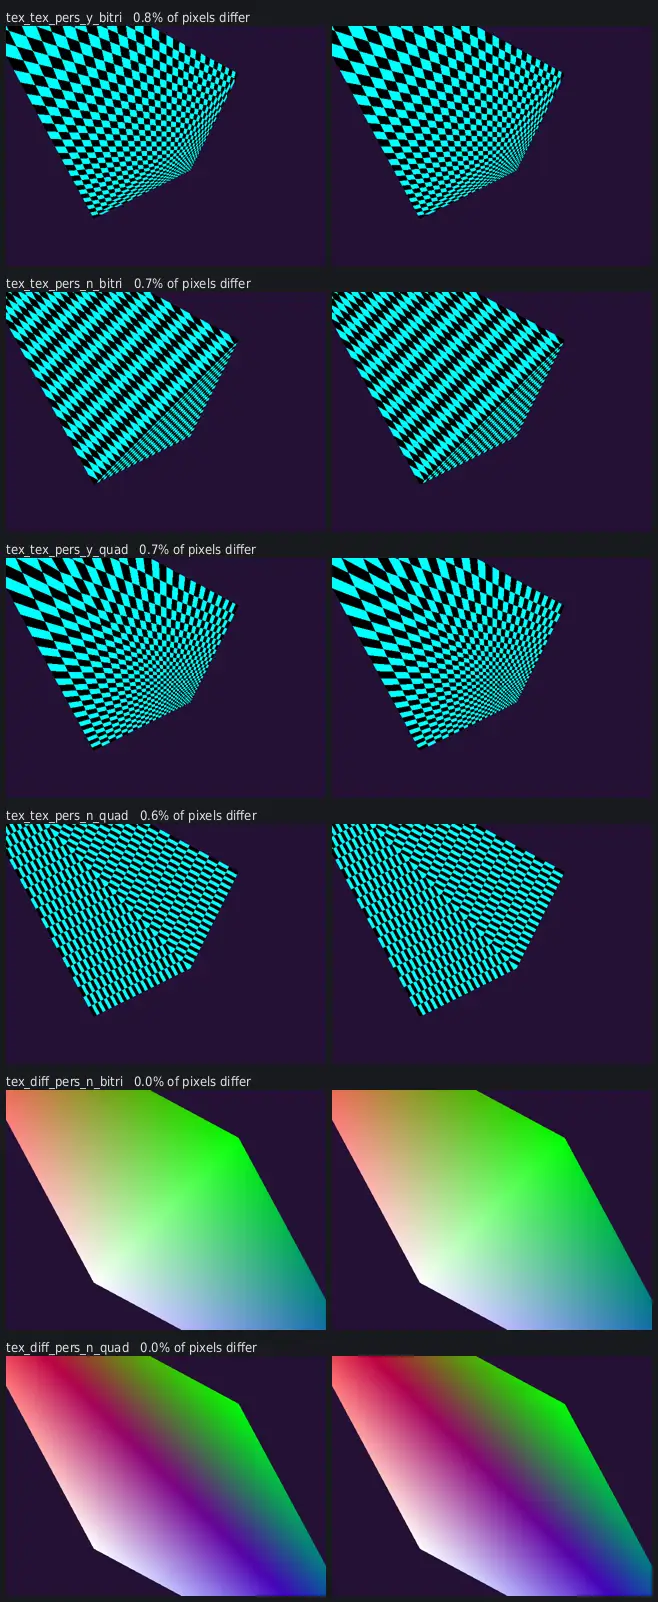 tex_tex_pers_y_bitri 0.8% of pixels differ
tex_tex_pers_n_bitri 0.7% of pixels differ
tex_tex_pers_y_quad 0.7% of pixels differ
tex_tex_pers_n_quad 0.6% of pixels differ
tex_diff_pers_n_bitri 0.0% of pixels differ
tex_diff_pers_n_quad 0.0% of pixels differ